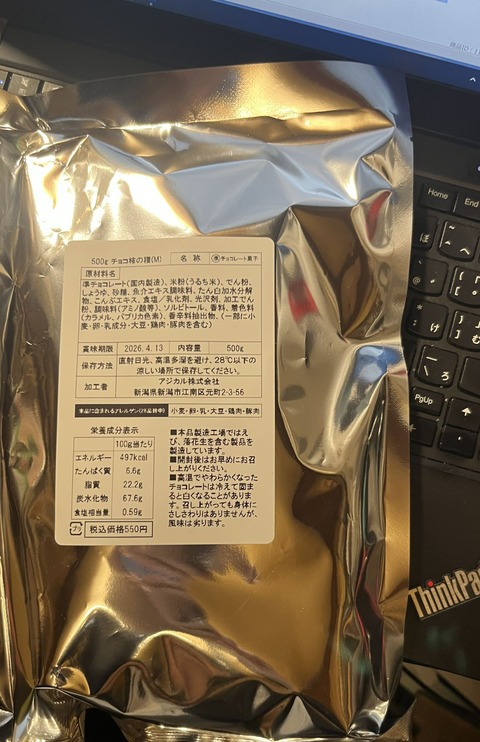 500g チョコ柿の種(M)
名 称
準チョコレート菓子
原材料名
準チョコレート(国内製造)、米粉(うるち米)、でん粉、
しょうゆ、砂糖、魚介エキス調味料、たん白加水分解
物、こんぶエキス、食塩／乳化剤、光沢剤、加工でん
粉、調味料(アミノ酸等)、ソルビトール、香料、着色料
(カラメル、パプリカ色素)、香辛料抽出物、(一部に小
麦・卵・乳成分・大豆・鶏肉・豚肉を含む)
賞味期限 2026.4.13 内容量 500g
保存方法 直射日光、高温多湿を避け、28℃以下の
涼しい場所で保存してください。
加工者 アジカル株式会社
新潟県新潟市江南区元町2-3-56
本品に含まれるアレルゲン(28品目中) 小麦・卵・乳・大豆・鶏肉・豚肉
栄養成分表示
100g当たり
エネルギー 497kcal
たんぱく質 6.6g
脂質 22.2g
炭水化物 67.6g
食塩相当量 0.59g
プラ 税込価格550円
■本品製造工場ではえ
び、落花生を含む製品を
製造しています。
■開封後はお早めにお召
し上がりください。
■高温でやわらかくなった
チョコレートは冷えて固ま
ると白くなることがありま
す。召し上がっても身体に
さしさわりはありませんが、
風味は劣ります。
Home End
PgUp
ThinkPa